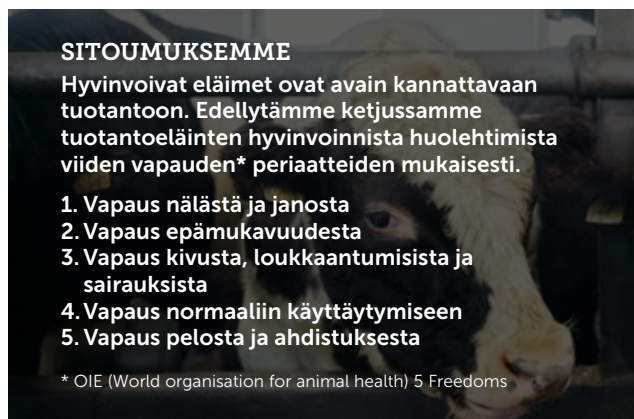 SITOUMUKSEMME
Hyvinvoivat eläimet ovat avain kannattavaan
tuotantoon. Edellytämme ketjussamme
tuotantoeläinten hyvinvoinnista huolehtimista
viiden vapauden* periaatteiden mukaisesti.
1. Vapaus nälästä ja janosta
2. Vapaus epämukavuudesta
3. Vapaus kivusta, loukkaantumisista ja
sairauksista
4. Vapaus normaaliin käyttäytymiseen
5. Vapaus pelosta ja ahdistuksesta
* OIE (World organisation for animal health) 5 Freedoms